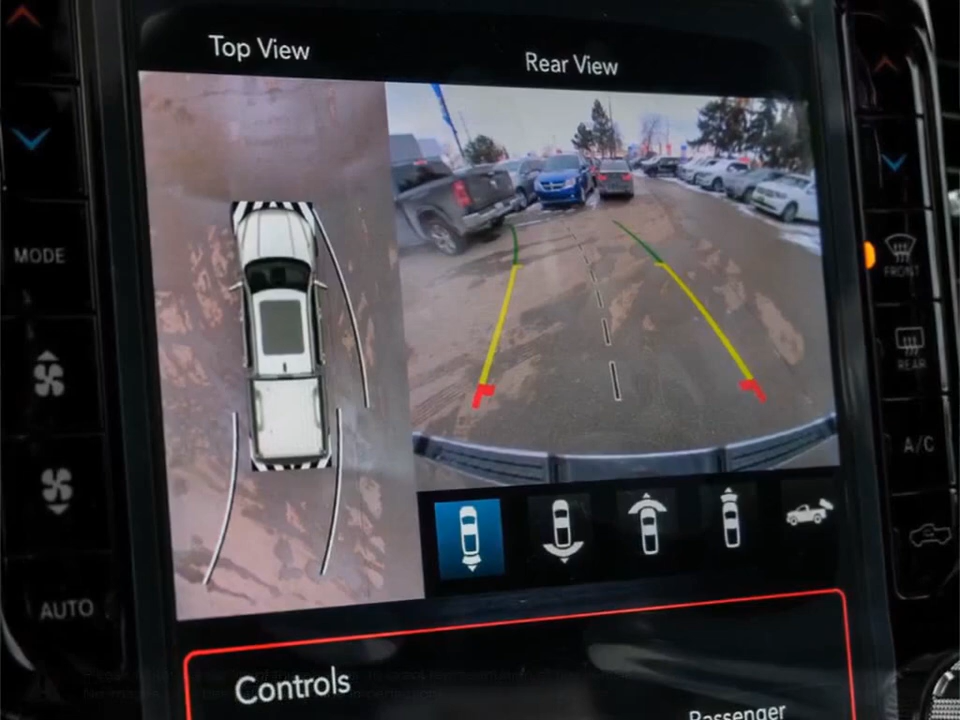 Top View
Rear View
MODE
FRONT
REAR
A/C
AUTO
Controls
Passenger